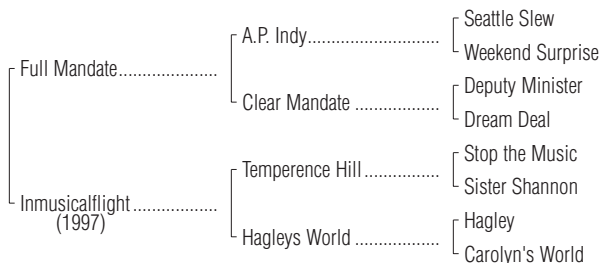 Seattle Slew
A.P. Indy........................
Weekend Surprise
Full Mandate..................
Deputy Minister
Clear Mandate ................
Dream Deal
Stop the Music
Temperence Hill..............
Sister Shannon
Inmusicalflight ................
(1997)
Hagley
Hagleys World ................
Carolyn's World